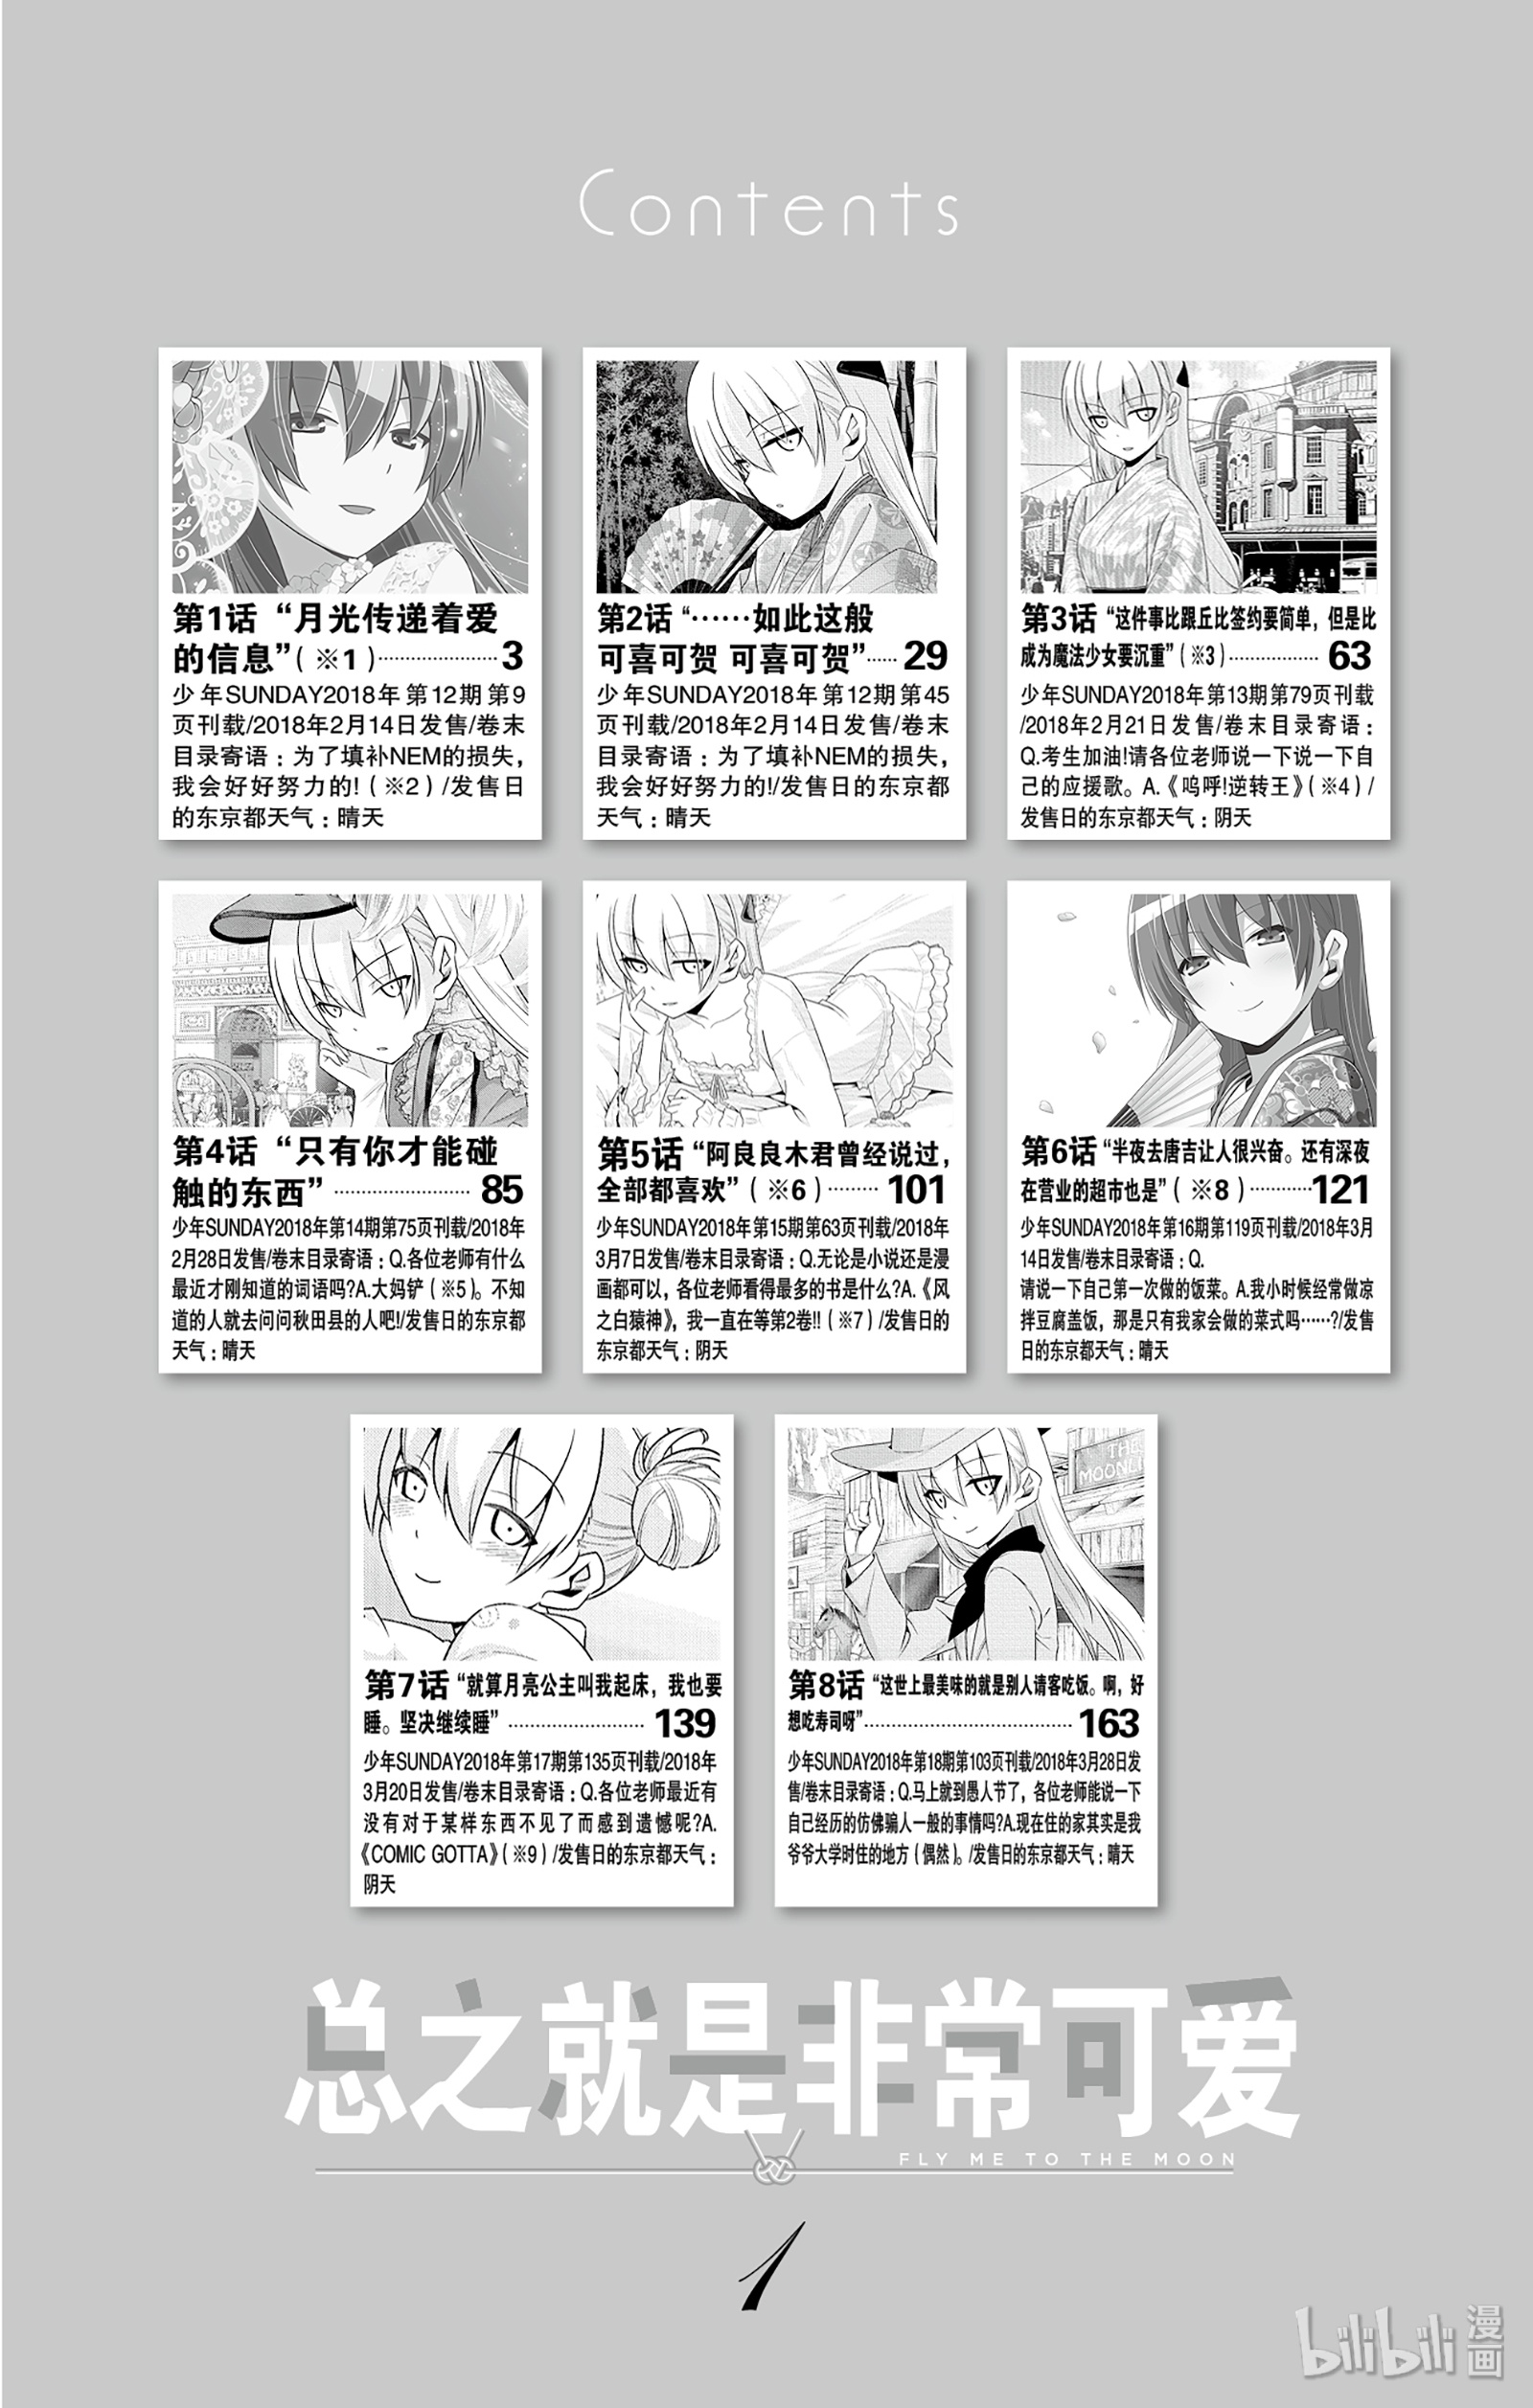 Contents
第1话 “月光传递着爱
的信息”(※1)…………………3
少年SUNDAY2018年第12期第9
页刊载/2018年2月14日发售/卷末
目录寄语:为了填补NEM的损失,
我会好好努力的!(※2)/发售日
的东京都天气:晴天
第2话 “……如此这般
可喜可贺 可喜可贺”……29
少年SUNDAY2018年第12期第45
页刊载/2018年2月14日发售/卷末
目录寄语:为了填补NEM的损失,
我会好好努力的!/发售日的东京都
天气:晴天
第3话 “这件事比跟丘比签约要简单，但是比
成为魔法少女要沉重”(※3)………………63
少年SUNDAY2018年第13期第79页刊载
/2018年2月21日发售/卷末目录寄语:
Q.考生加油!请各位老师说一下说一下自
己的应援歌。A.《呜呼!逆转王》(※4)/
发售日的东京都天气:阴天
第4话 “只有你才能碰
触的东西”……………………85
少年SUNDAY2018年第14期第75页刊载/2018年
2月28日发售/卷末目录寄语:Q.各位老师有什么
最近才刚知道的词语吗?A.大妈铲(※5)。不知
道的人就去问问秋田县的人吧!/发售日的东京都
天气:晴天
第5话 “阿良良木君曾经说过，
全部都喜欢”(※6)………101
少年SUNDAY2018年第15期第63页刊载/2018年
3月7日发售/卷末目录寄语:Q.无论是小说还是漫
画都可以，各位老师看得最多的书是什么?A.《风
之白猿神》，我一直在等第2卷!!(※7)/发售日的
东京都天气:阴天
第6话 “半夜去唐吉让人很兴奋。还有深夜
在营业的超市也是”(※8)…………121
少年SUNDAY2018年第16期第119页刊载/2018年3月
14日发售/卷末目录寄语:Q.
请说一下自己第一次做的饭菜。A.我小时候经常做凉
拌豆腐盖饭，那是只有我家会做的菜式吗……?/发售
日的东京都天气:晴天
THE
MOONLI
第7话 “就算月亮公主叫我起床，我也要
睡。坚决继续睡”……………………139
少年SUNDAY2018年第17期第135页刊载/2018年
3月20日发售/卷末目录寄语:Q.各位老师最近有
没有对于某样东西不见了而感到遗憾呢?A.
《COMIC GOTTA》(※9)/发售日的东京都天气:
阴天
第8话 “这世上最美味的就是别人请客吃饭。啊，好
想吃寿司呀”…………………………………163
少年SUNDAY2018年第18期第103页刊载/2018年3月28日发
售/卷末目录寄语:Q.马上就到愚人节了，各位老师能说一下
自己经历的仿佛骗人一般的事情吗?A.现在住的家其实是我
爷爷大学时住的地方(偶然)。/发售日的东京都天气:晴天
总之就是非常可爱
FLY ME TO THE MOON
1
bilibili 漫画